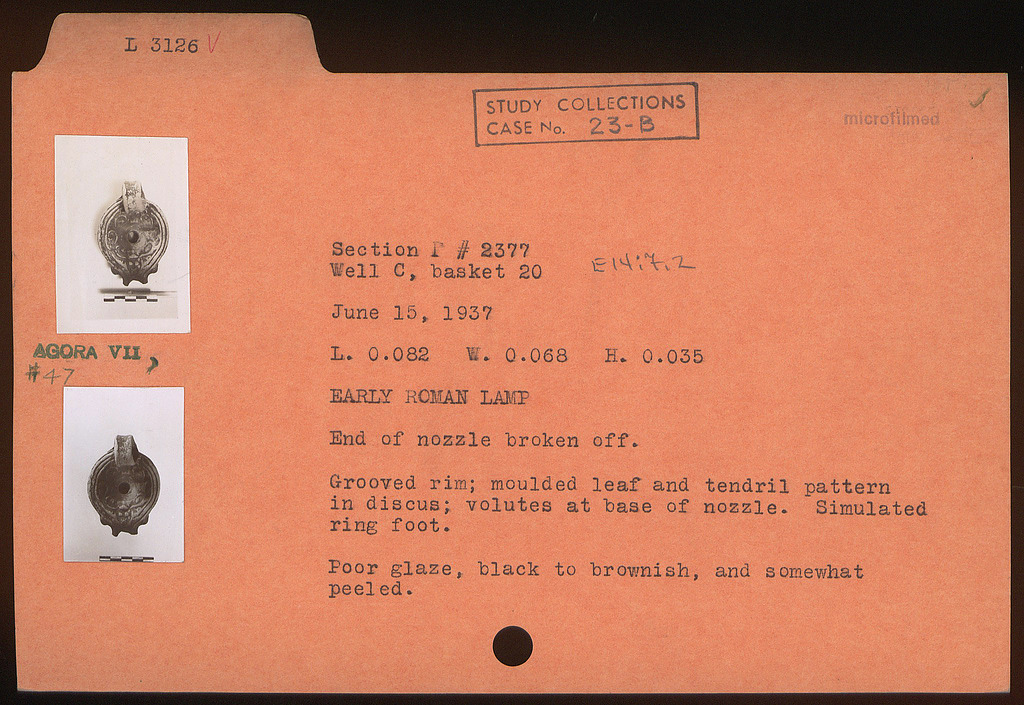 L 3126 V
STUDY COLLECTIONS
CASE No. 23-B
microfilmed
Section P # 2377
Well C, basket 20
E14:7.2
June 15, 1937
L. 0.082 W. 0.068 H. 0.035
AGORA VII,
#47
EARLY ROMAN LAMP
End of nozzle broken off.
Grooved rim; moulded leaf and tendril pattern
in discus; volutes at base of nozzle. Simulated
ring foot.
Poor glaze, black to brownish, and somewhat
peeled.